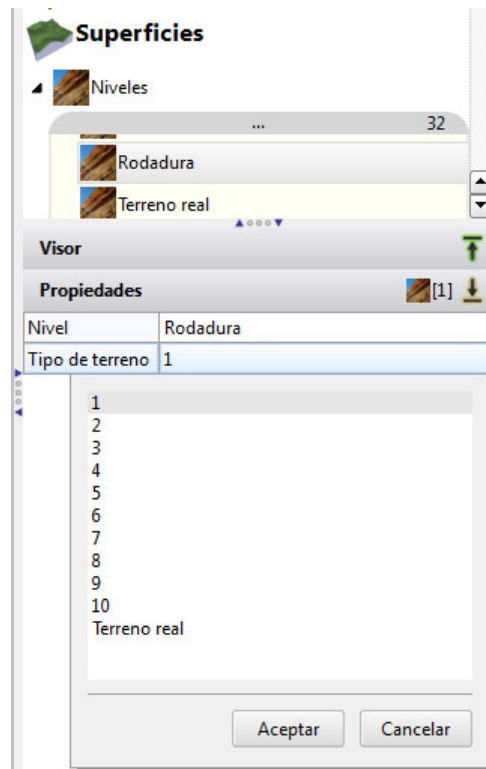 Superficies
Niveles
... 32
Rodadura
Terreno real
Visor
Propiedades [1]
Nivel Rodadura
Tipo de terreno 1
1
2
3
4
5
6
7
8
9
10
Terreno real
Aceptar Cancelar